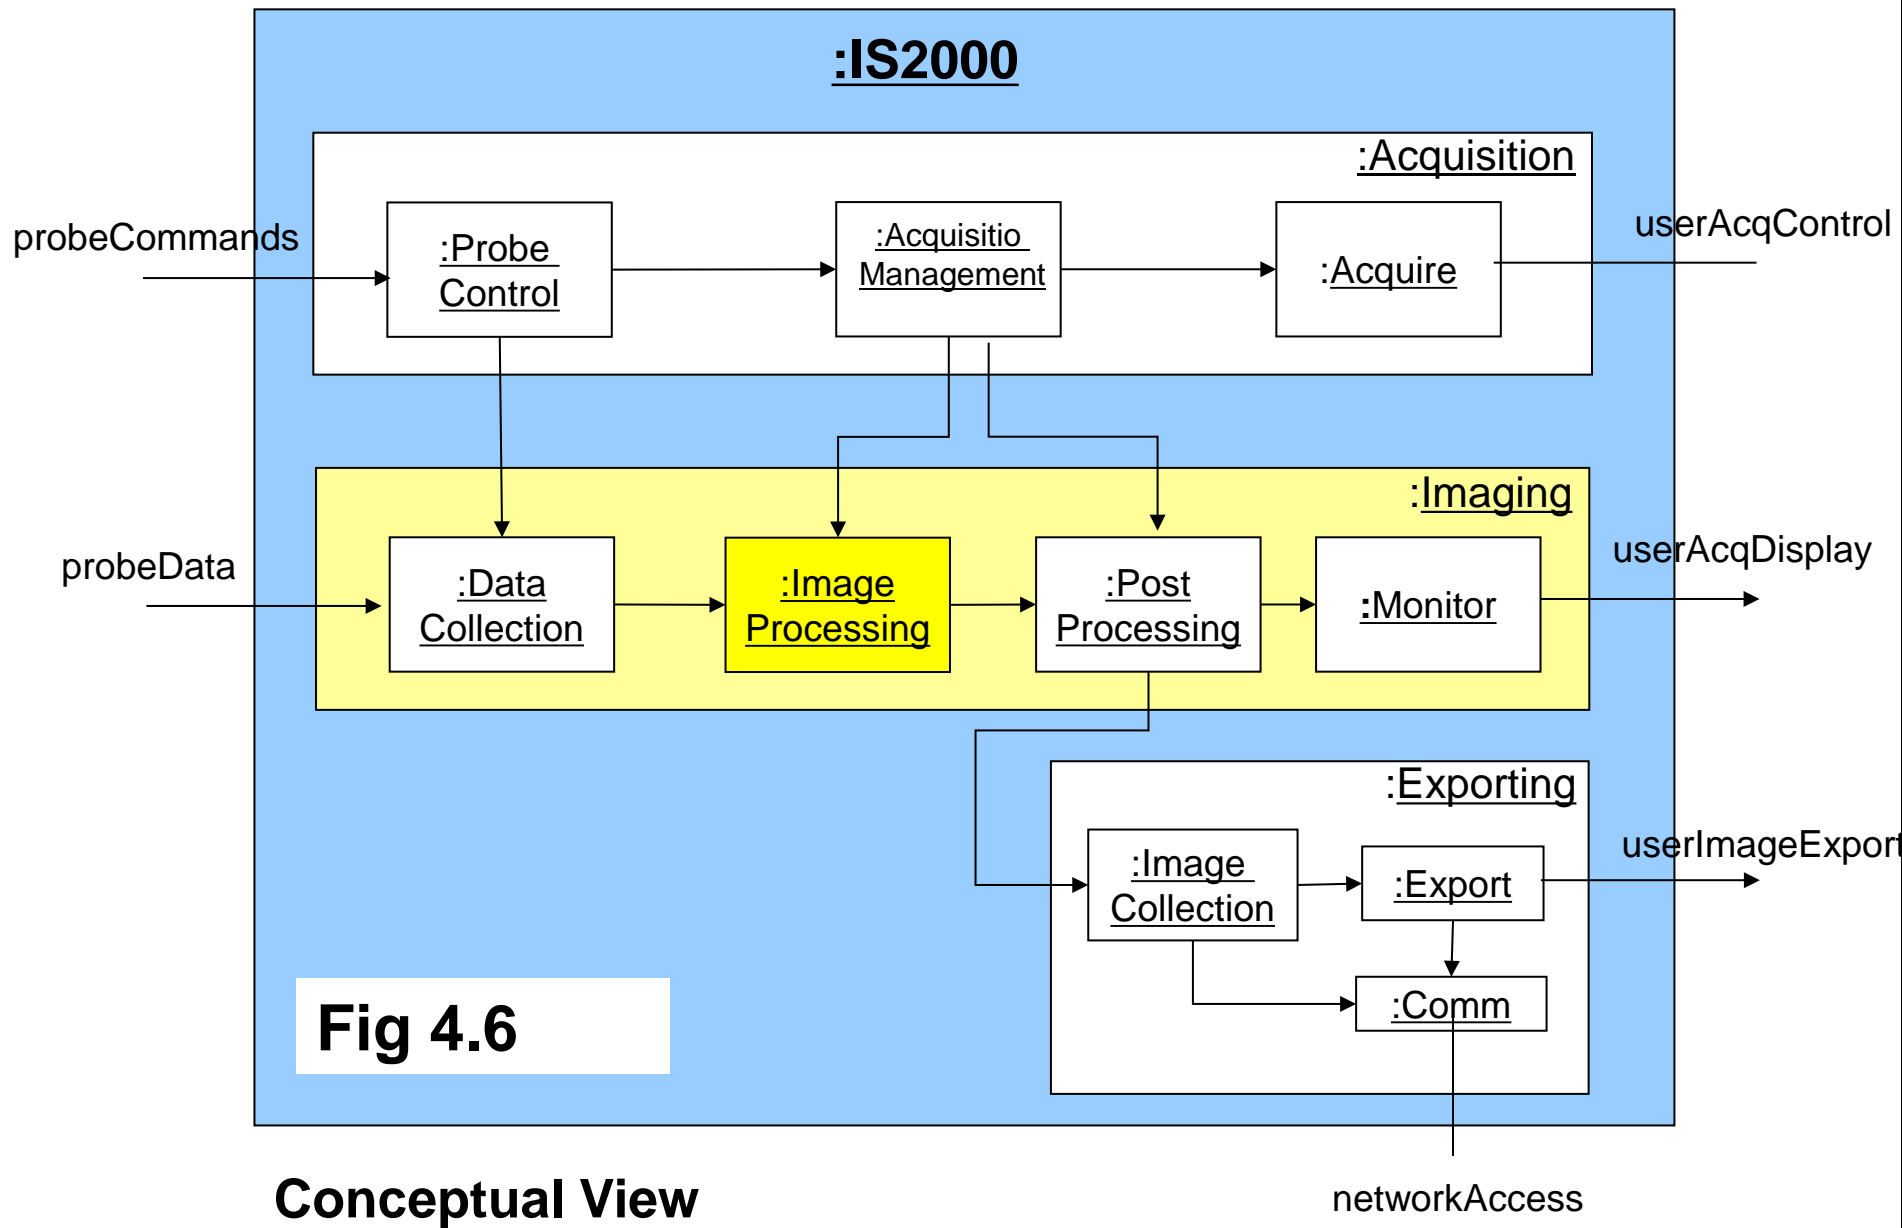 :IS2000
:Acquisition
probeCommands
:Probe
Control
:Acquisitio
Management
:Acquire
userAcqControl
:Imaging
probeData
:Data
Collection
:Image
Processing
:Post
Processing
:Monitor
userAcqDisplay
:Exporting
:Image
Collection
:Export
userImageExport
:Comm
Fig 4.6
Conceptual View
networkAccess